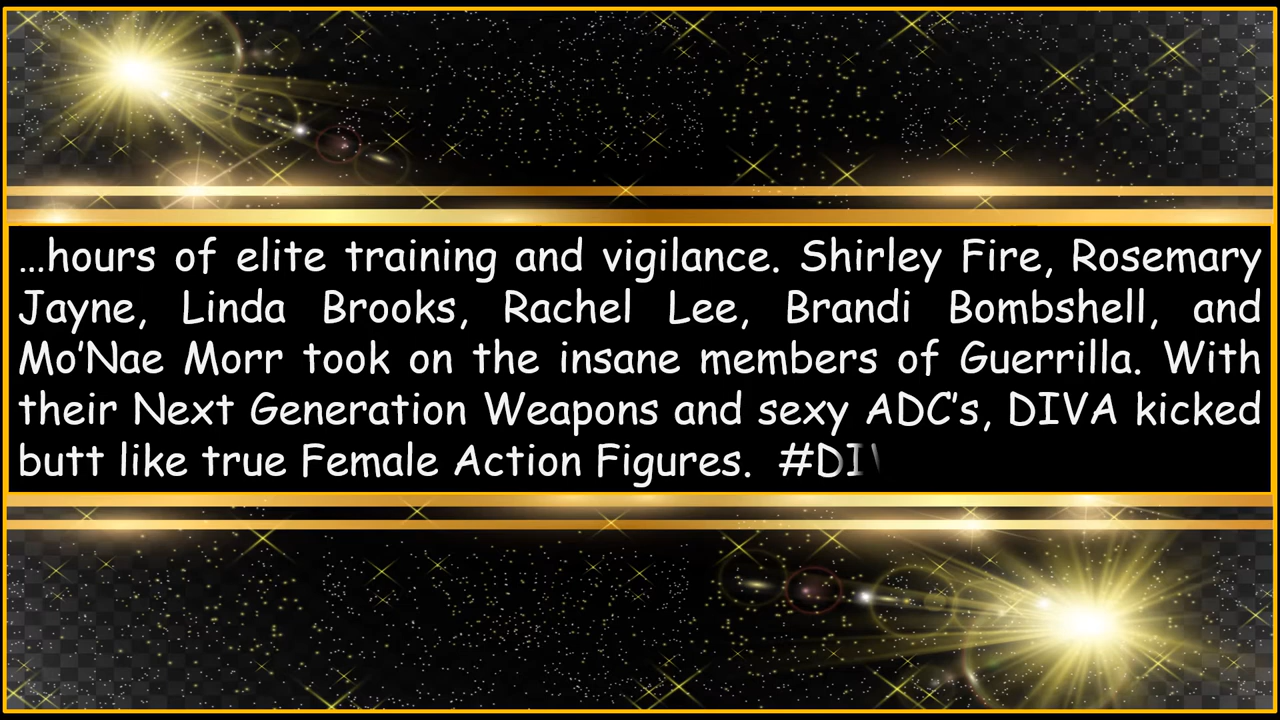 …hours of elite training and vigilance. Shirley Fire, Rosemary
Jayne, Linda Brooks, Rachel Lee, Brandi Bombshell, and
Mo’Nae Morr took on the insane members of Guerrilla. With
their Next Generation Weapons and sexy ADC’s, DIVA kicked
butt like true Female Action Figures.